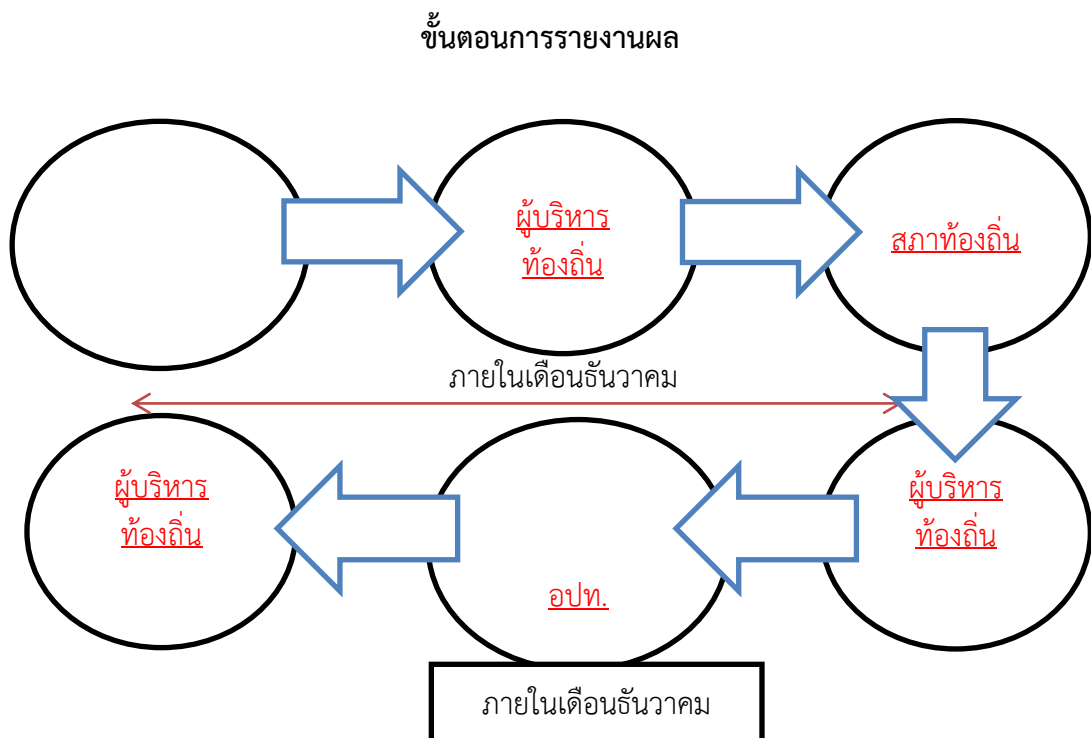 ขั้นตอนการรายงานผล
ผู้บริหาร
ท้องถิ่น
สภาท้องถิ่น
ภายในเดือนธันวาคม
ผู้บริหาร
ท้องถิ่น
อปท.
ผู้บริหาร
ท้องถิ่น
ภายในเดือนธันวาคม